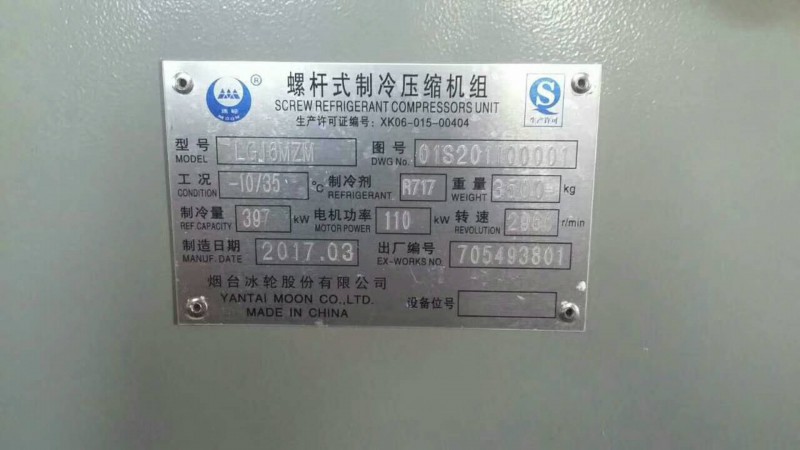 螺杆式制冷压缩机组
SCREW REFRIGERANT COMPRESSORS UNIT
生产许可证编号: XK06-015-00404
MOON
®
生产许可
型号 图号
MODEL LGJ16MZM DWG No. 01S201100001
工况 -10/35 °C 制冷剂 R717 重量 kg
CONDITION REFRIGERANT WEIGHT
制冷量 397 kW 电机功率 110 kW 转速 r/min
REF CAPACITY MOTOR POWER REVOLUTION
制造日期 2017.03 出厂编号 705493801
MANUF. DATE EX-WORKS NO.
烟台冰轮股份有限公司
YANTAI MOON CO.,LTD. 设备位号
MADE IN CHINA